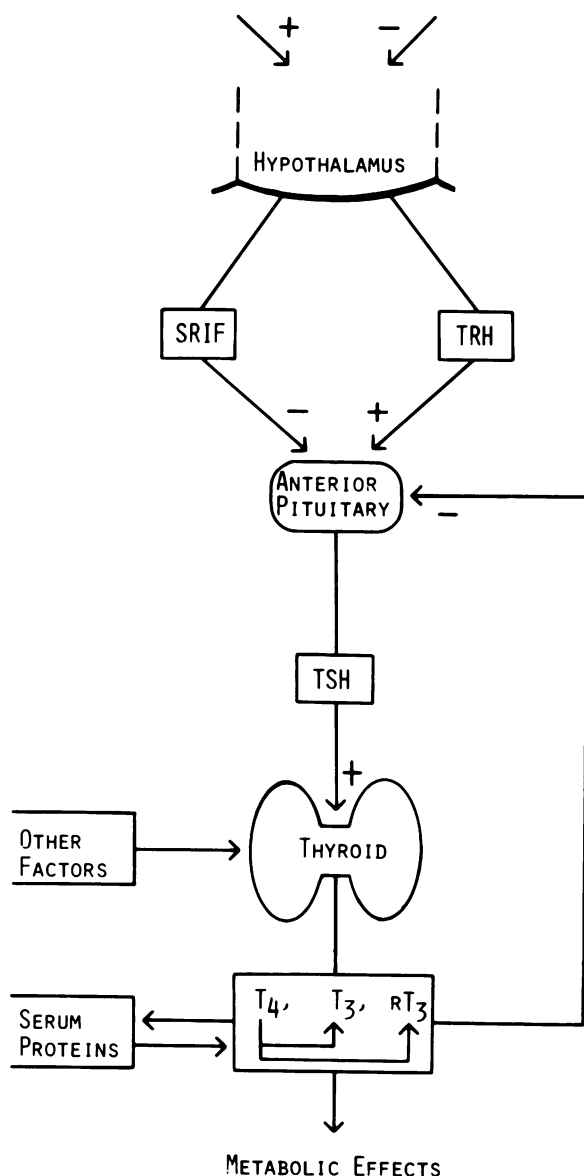 + −
HYPOTHALAMUS
SRIF TRH
− +
ANTERIOR
PITUITARY
−
TSH
+
OTHER
FACTORS
THYROID
T4, T3, RT3
SERUM
PROTEINS
METABOLIC EFFECTS